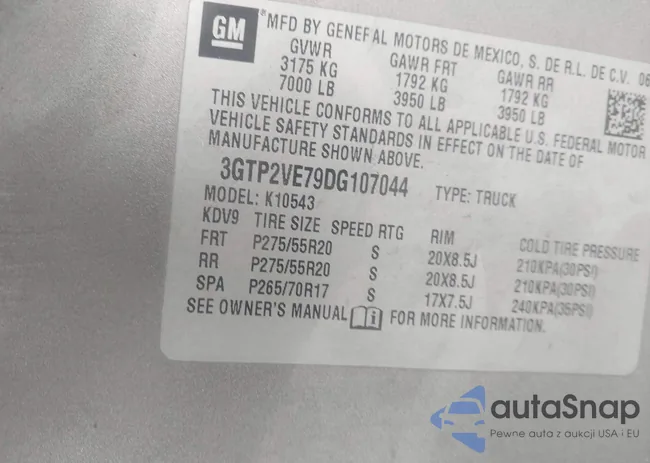 GM
MFD BY GENERAL MOTORS DE MEXICO, S. DE R.L. DE C.V. 06
GVWR GAWR FRT GAWR RR
3175 KG 1792 KG 1792 KG
7000 LB 3950 LB 3950 LB
THIS VEHICLE CONFORMS TO ALL APPLICABLE U.S. FEDERAL MOTOR
VEHICLE SAFETY STANDARDS IN EFFECT ON THE DATE OF
MANUFACTURE SHOWN ABOVE.
3GTP2VE79DG107044 TYPE: TRUCK
MODEL: K10543
KDV9 TIRE SIZE SPEED RTG RIM COLD TIRE PRESSURE
FRT P275/55R20 S 20X8.5J 210KPA(30PSI)
RR P275/55R20 S 20X8.5J 210KPA(30PSI)
SPA P265/70R17 S 17X7.5J 240KPA(35PSI)
SEE OWNER'S MANUAL FOR MORE INFORMATION.
autaSnap
Pewne auta z aukcji USA i EU